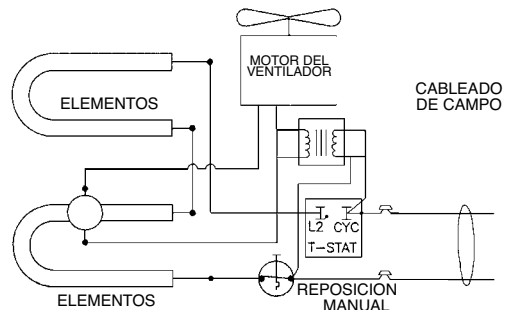 MOTOR DEL
VENTILADOR
CABLEADO
DE CAMPO
ELEMENTOS
L2 CYC
T-STAT
ELEMENTOS
REPOSICION
MANUAL